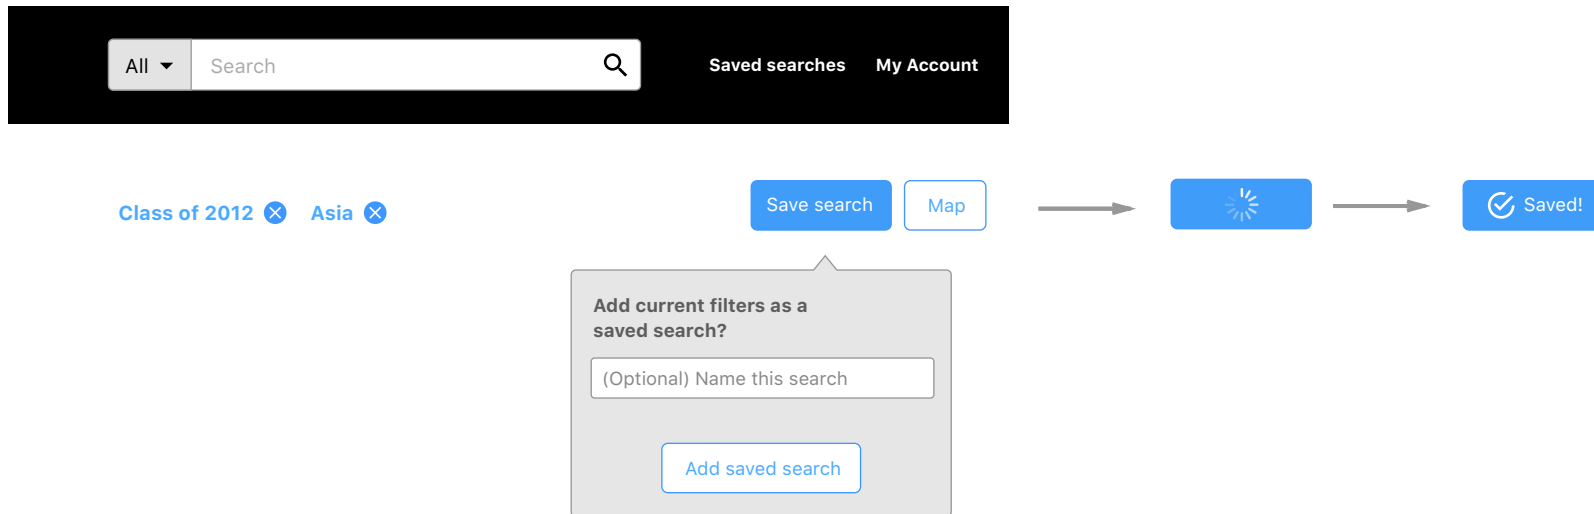 All
Search
Saved searches
My Account
Class of 2012
Asia
Save search
Map
Saved!
Add current filters as a
saved search?
(Optional) Name this search
Add saved search